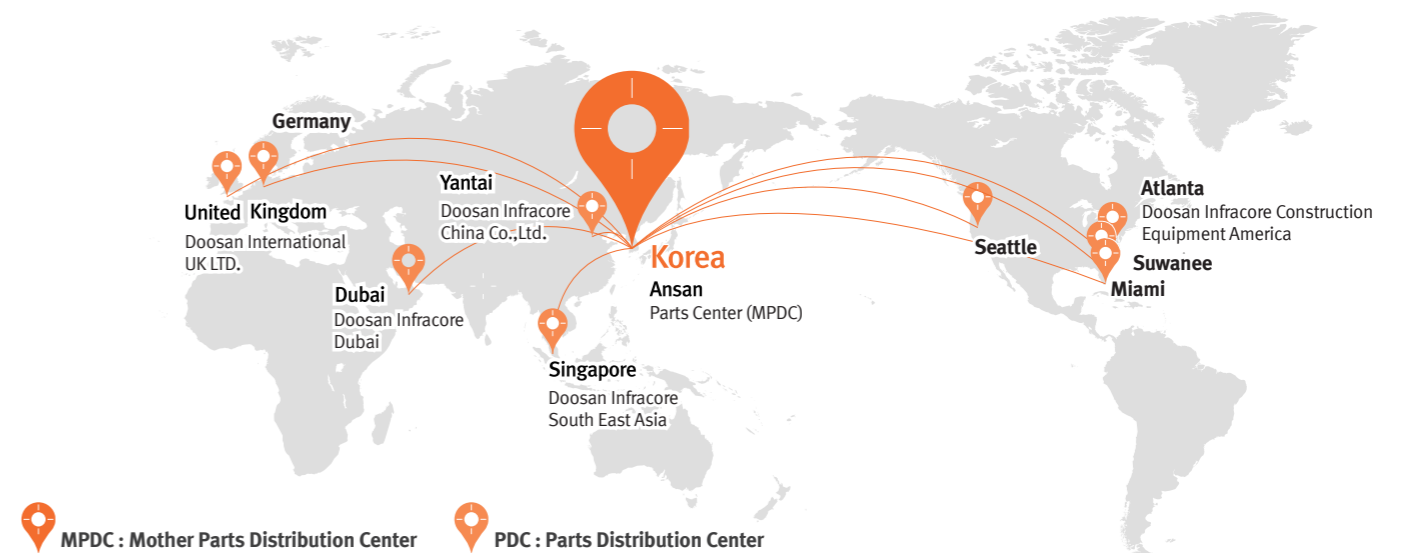 Germany
United Kingdom
Doosan International
UK LTD.
Yantai
Doosan Infracore
China Co.,Ltd.
Dubai
Doosan Infracore
Dubai
Korea
Ansan
Parts Center (MPDC)
Singapore
Doosan Infracore
South East Asia
Seattle
Atlanta
Doosan Infracore Construction
Equipment America
Suwanee
Miami
MPDC : Mother Parts Distribution Center
PDC : Parts Distribution Center